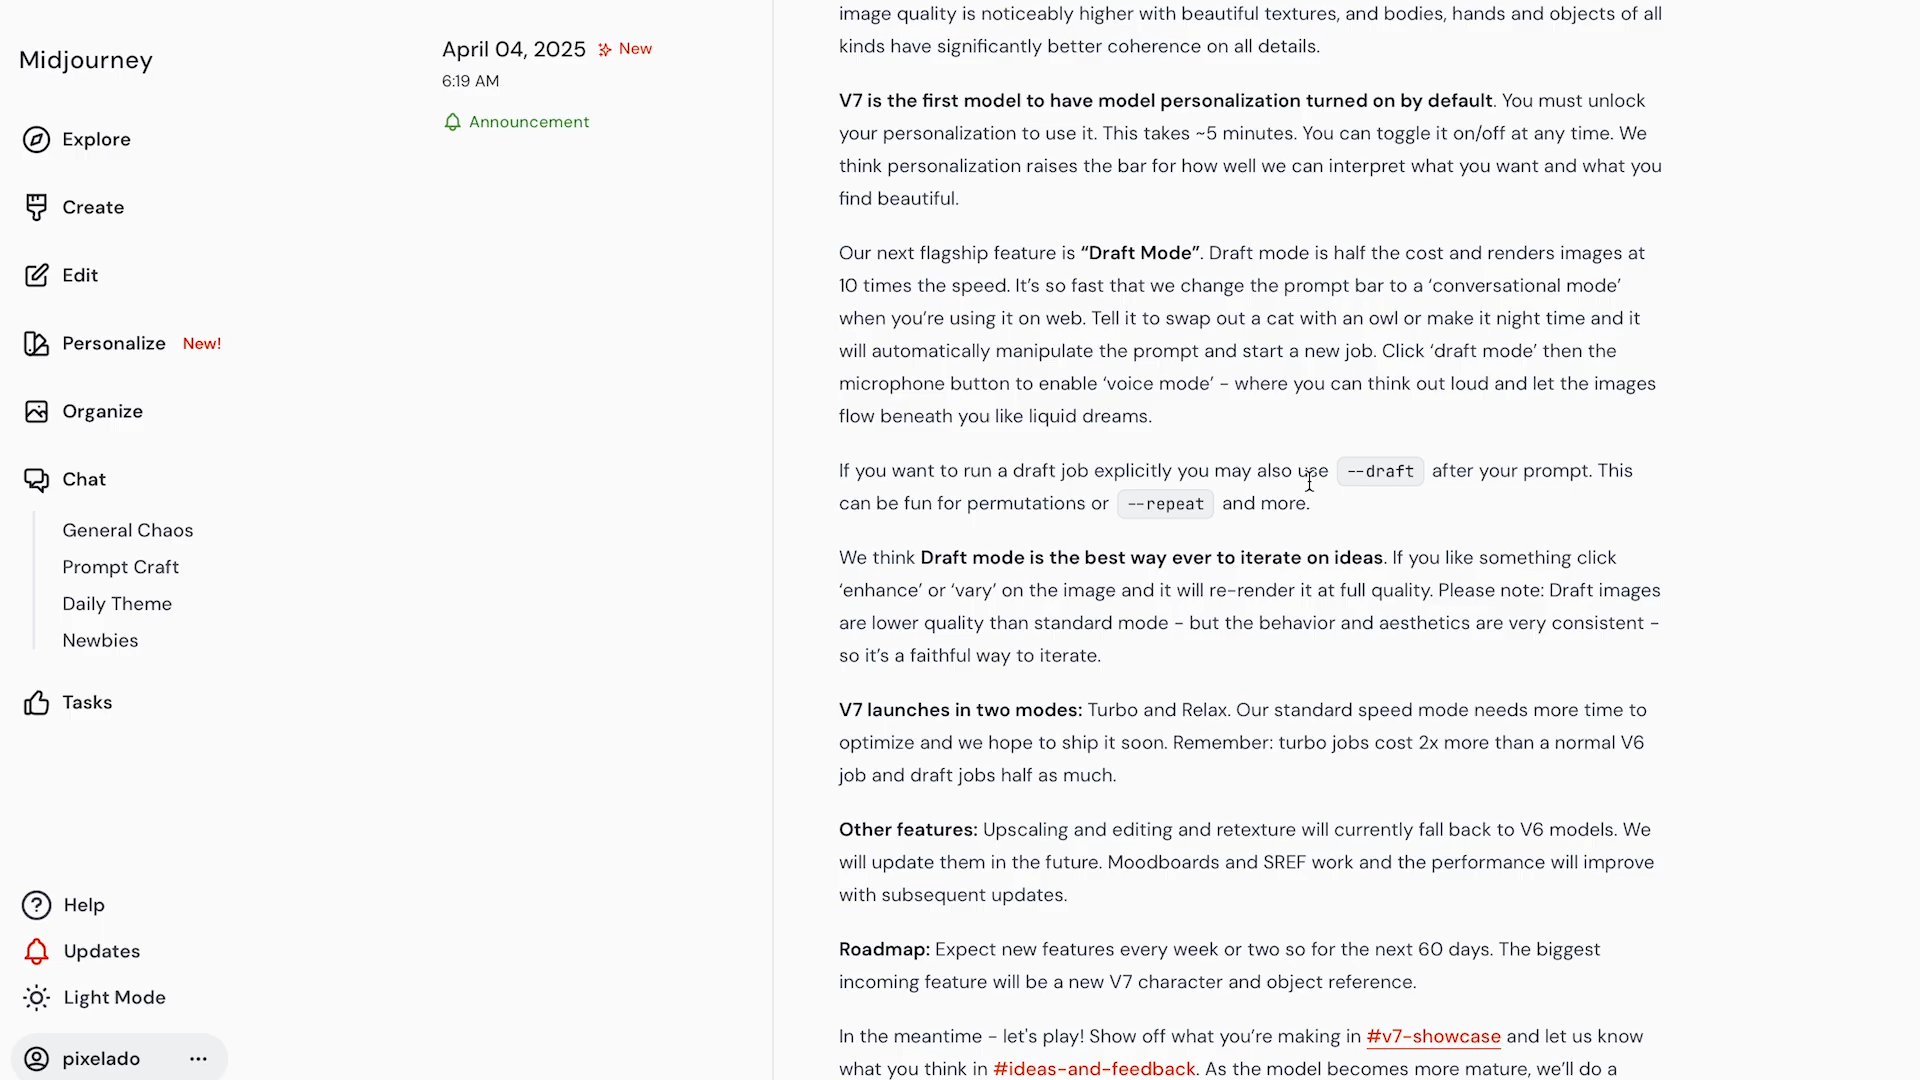 Midjourney
Explore
Create
Edit
Personalize New!
Organize
Chat
General Chaos
Prompt Craft
Daily Theme
Newbies
Tasks
Help
Updates
Light Mode
pixelado
April 04, 2025 New
6:19 AM
Announcement
image quality is noticeably higher with beautiful textures, and bodies, hands and objects of all
kinds have significantly better coherence on all details.
V7 is the first model to have model personalization turned on by default. You must unlock
your personalization to use it. This takes ~5 minutes. You can toggle it on/off at any time. We
think personalization raises the bar for how well we can interpret what you want and what you
find beautiful.
Our next flagship feature is “Draft Mode”. Draft mode is half the cost and renders images at
10 times the speed. It’s so fast that we change the prompt bar to a ‘conversational mode’
when you’re using it on web. Tell it to swap out a cat with an owl or make it night time and it
will automatically manipulate the prompt and start a new job. Click ‘draft mode’ then the
microphone button to enable ‘voice mode’ - where you can think out loud and let the images
flow beneath you like liquid dreams.
If you want to run a draft job explicitly you may also use --draft after your prompt. This
can be fun for permutations or --repeat and more.
We think Draft mode is the best way ever to iterate on ideas. If you like something click
‘enhance’ or ‘vary’ on the image and it will re-render it at full quality. Please note: Draft images
are lower quality than standard mode - but the behavior and aesthetics are very consistent -
so it’s a faithful way to iterate.
V7 launches in two modes: Turbo and Relax. Our standard speed mode needs more time to
optimize and we hope to ship it soon. Remember: turbo jobs cost 2x more than a normal V6
job and draft jobs half as much.
Other features: Upscaling and editing and retexture will currently fall back to V6 models. We
will update them in the future. Moodboards and SREF work and the performance will improve
with subsequent updates.
Roadmap: Expect new features every week or two so for the next 60 days. The biggest
incoming feature will be a new V7 character and object reference.
In the meantime - let's play! Show off what you’re making in #v7-showcase and let us know
what you think in #ideas-and-feedback. As the model becomes more mature, we’ll do a